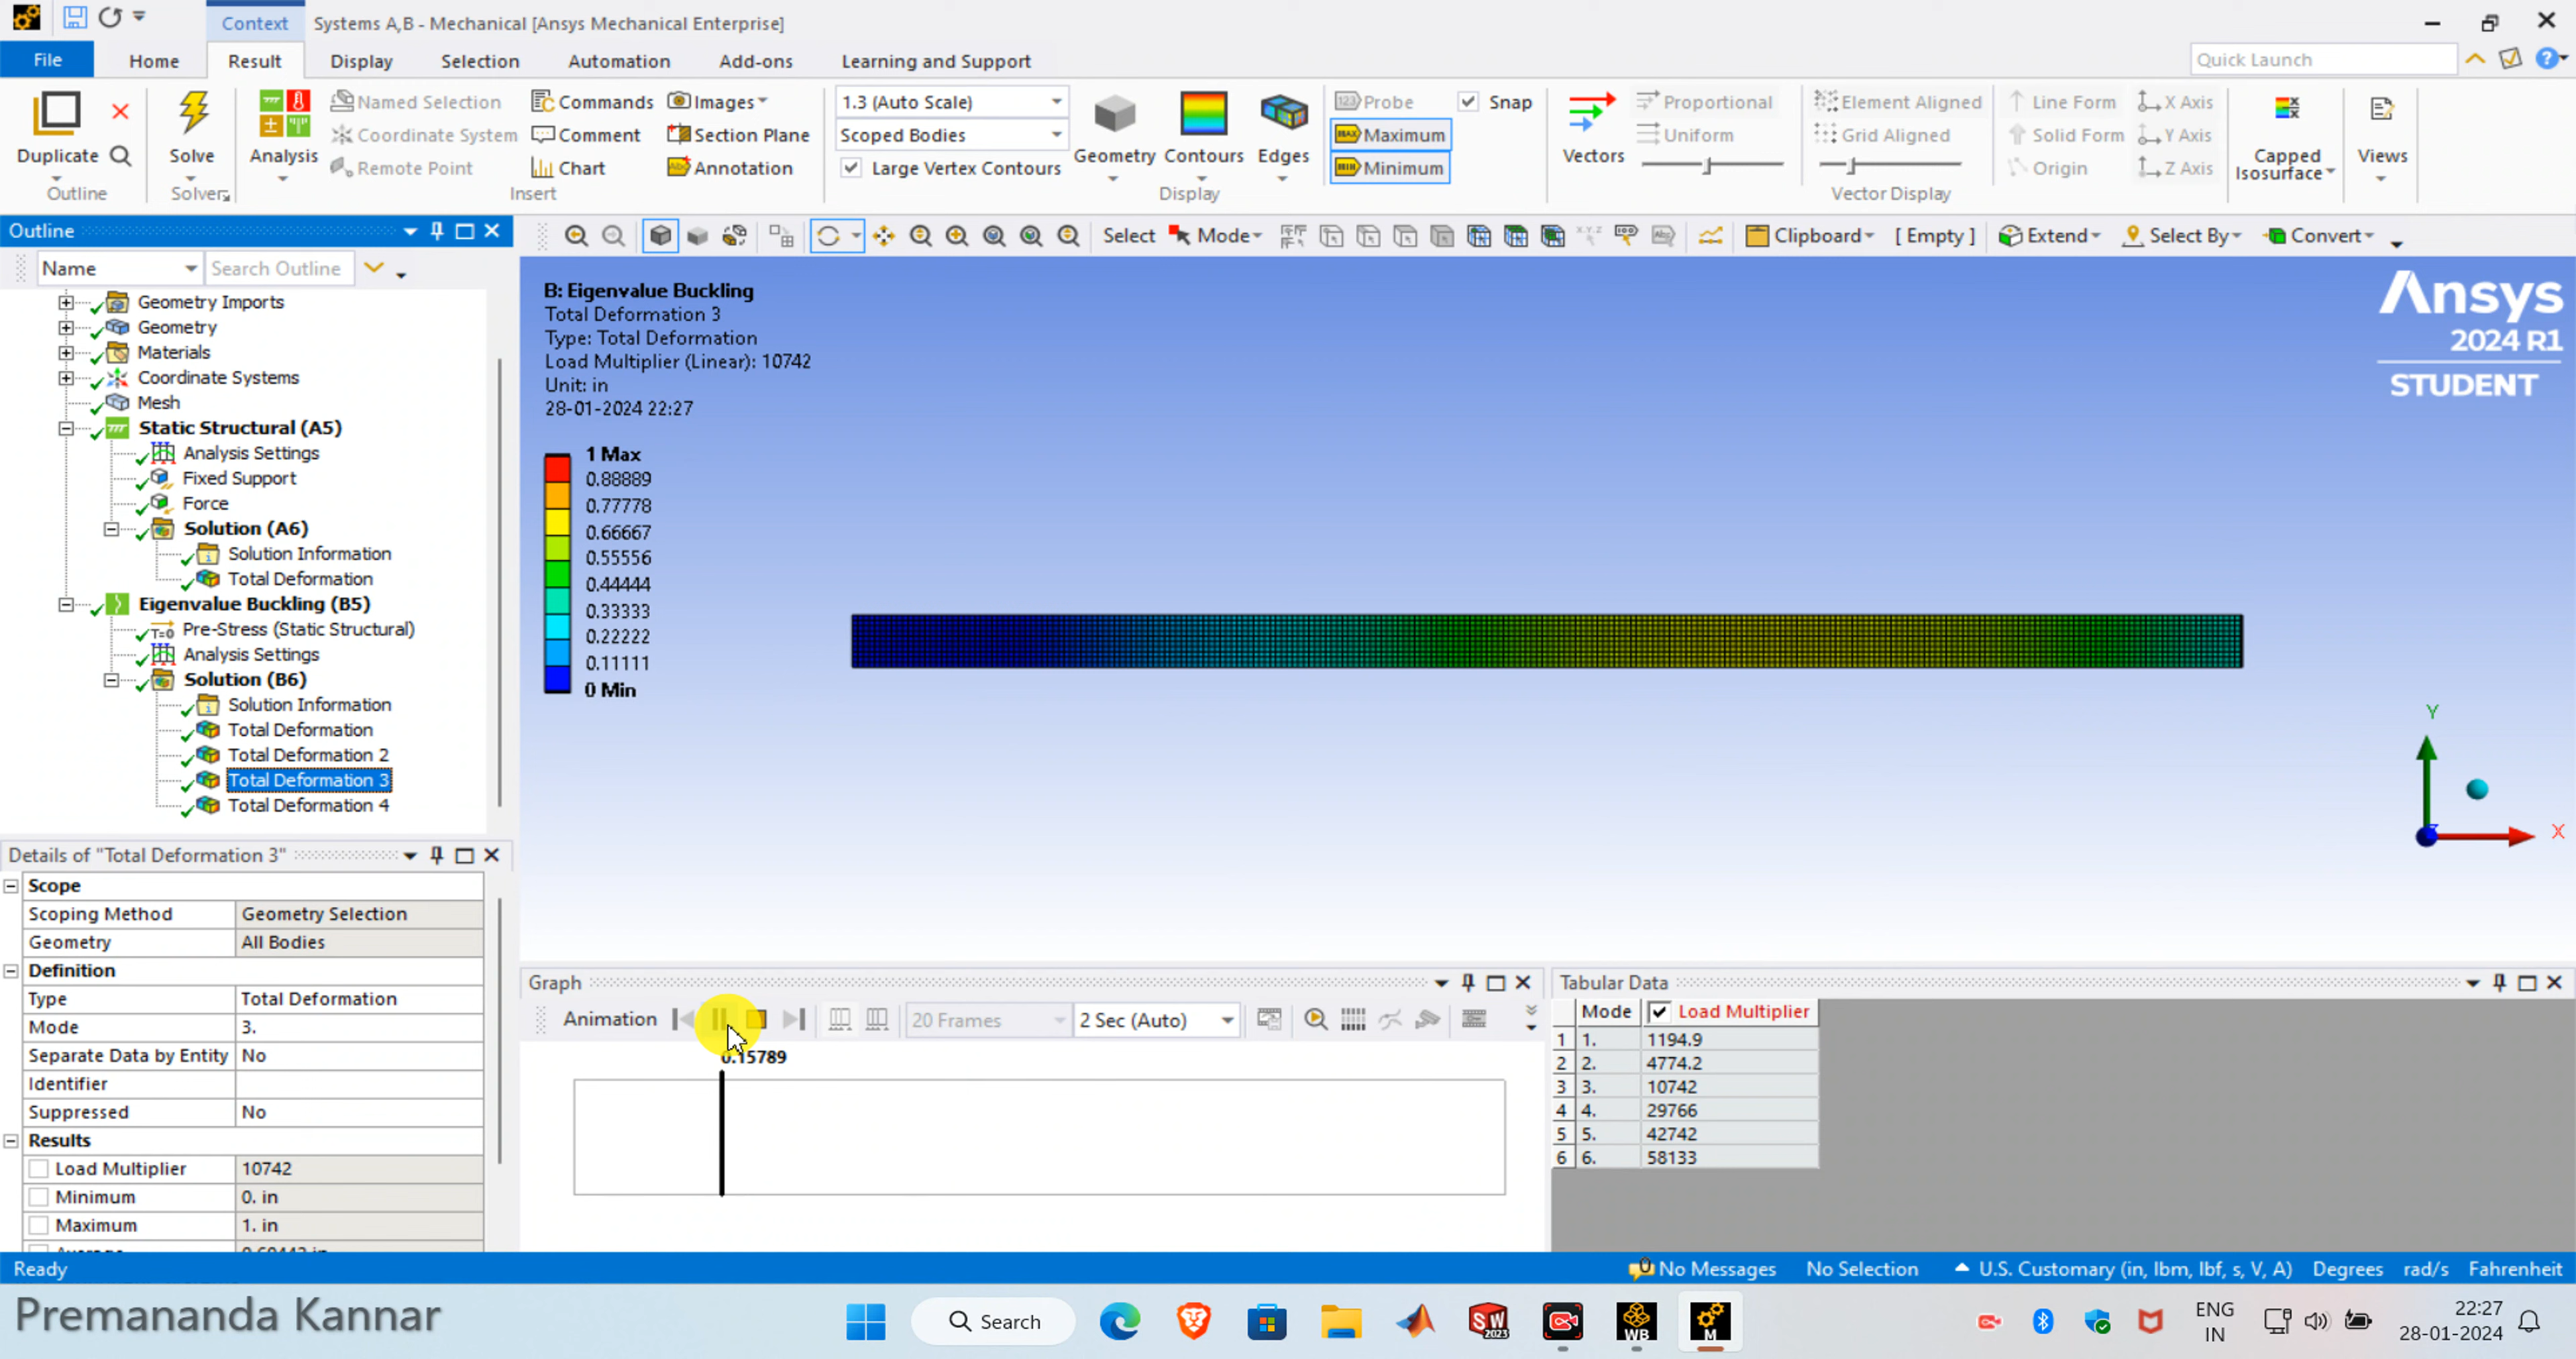 Context
Systems A,B - Mechanical [Ansys Mechanical Enterprise]
File
Home
Result
Display
Selection
Automation
Add-ons
Learning and Support
Quick Launch
Duplicate
Outline
Solve
Solver
Analysis
Named Selection
Coordinate System
Remote Point
Commands
Comment
Chart
Images
Section Plane
Annotation
Insert
1.3 (Auto Scale)
Scoped Bodies
Large Vertex Contours
Geometry
Contours
Edges
Display
Probe
Maximum
Minimum
Snap
Vectors
Proportional
Uniform
Element Aligned
Grid Aligned
Vector Display
Line Form
Solid Form
Origin
X Axis
Y Axis
Z Axis
Capped
Isosurface
Views
Outline
Name
Search Outline
Select
Mode
Clipboard
[ Empty ]
Extend
Select By
Convert
Geometry Imports
Geometry
Materials
Coordinate Systems
Mesh
Static Structural (A5)
Analysis Settings
Fixed Support
Force
Solution (A6)
Solution Information
Total Deformation
Eigenvalue Buckling (B5)
T=0 Pre-Stress (Static Structural)
Analysis Settings
Solution (B6)
Solution Information
Total Deformation
Total Deformation 2
Total Deformation 3
Total Deformation 4
B: Eigenvalue Buckling
Total Deformation 3
Type: Total Deformation
Load Multiplier (Linear): 10742
Unit: in
28-01-2024 22:27
1 Max
0.88889
0.77778
0.66667
0.55556
0.44444
0.33333
0.22222
0.11111
0 Min
Ansys
2024 R1
STUDENT
Y
X
Details of "Total Deformation 3"
Scope
Scoping Method Geometry Selection
Geometry All Bodies
Definition
Type Total Deformation
Mode 3.
Separate Data by Entity No
Identifier
Suppressed No
Results
Load Multiplier 10742
Minimum 0. in
Maximum 1. in
Graph
Animation
20 Frames
2 Sec (Auto)
0.15789
Tabular Data
Mode Load Multiplier
1 1. 1194.9
2 2. 4774.2
3 3. 10742
4 4. 29766
5 5. 42742
6 6. 58133
Ready
No Messages
No Selection
U.S. Customary (in, lbm, lbf, s, V, A)
Degrees
rad/s
Fahrenheit
Premananda Kannar
Search
SW
2023
WB
M
ENG
IN
22:27
28-01-2024